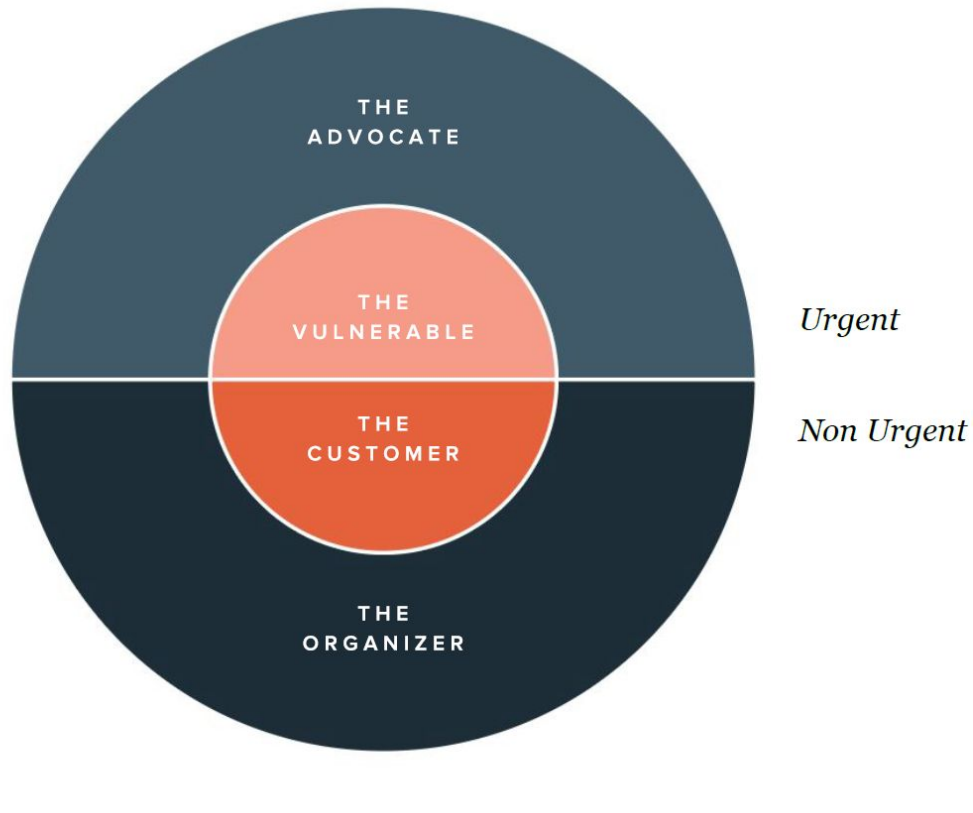 THE
ADVOCATE
THE
VULNERABLE
Urgent
THE
CUSTOMER
Non Urgent
THE
ORGANIZER